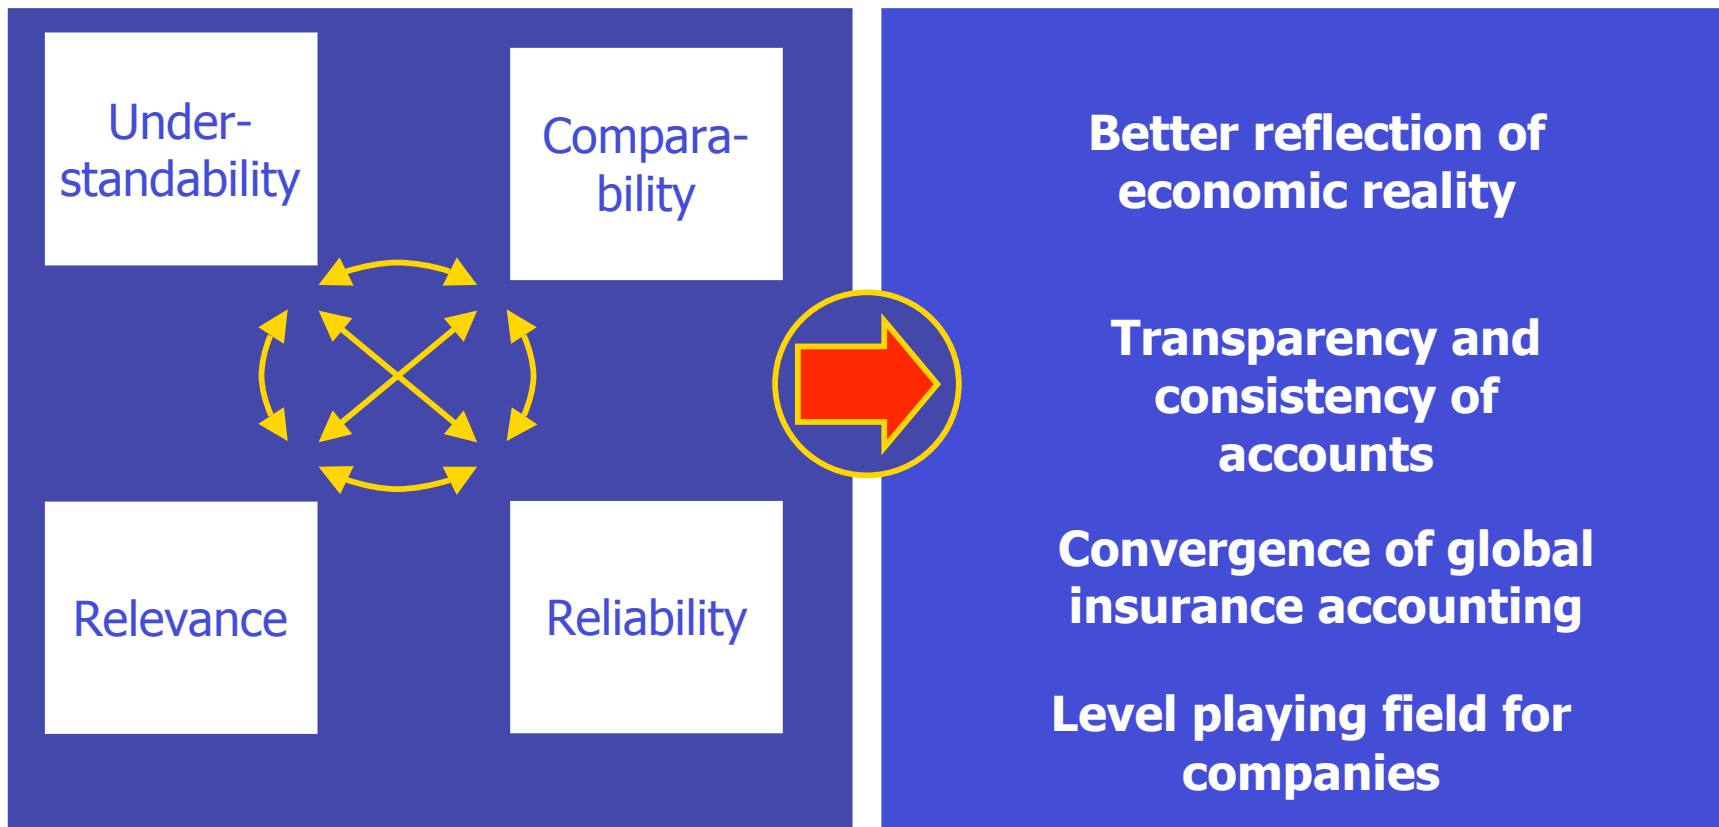 Under-
standability
Compara-
bility
Relevance
Reliability
Better reflection of
economic reality
Transparency and
consistency of
accounts
Convergence of global
insurance accounting
Level playing field for
companies